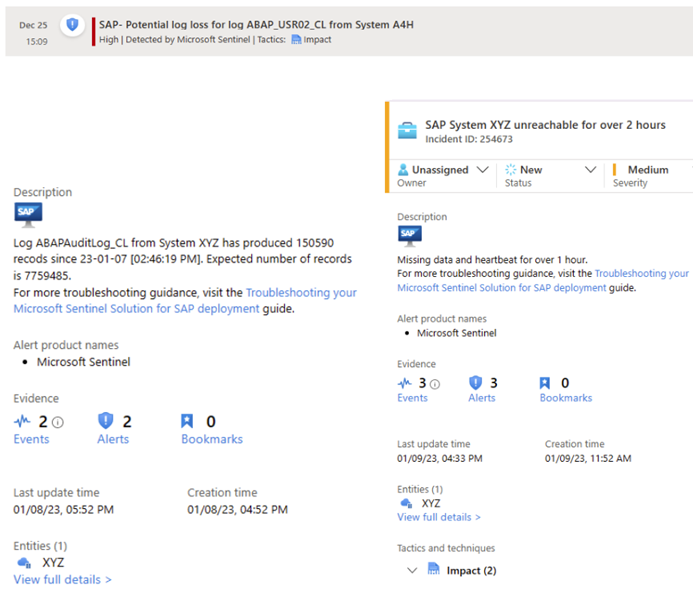 Dec 25
15:09
SAP- Potential log loss for log ABAP_USR02_CL from System A4H
High | Detected by Microsoft Sentinel | Tactics: Impact
Description
SAP
Log ABAPAuditLog_CL from System XYZ has produced 150590
recods since 23-01-07 [02:46:19 PM]. Expected number of records
is 7759485.
For more troubleshooting guidance, visit the Troubleshooting your
Microsoft Sentinel Solution for SAP deployment guide.
Alert product names
• Microsoft Sentinel
Evidence
2 2 0
Events Alerts Bookmarks
Last update time Creation time
01/08/23, 05:52 PM 01/08/23, 04:52 PM
Entities (1)
XYZ
View full details >
SAP System XYZ unreachable for over 2 hours
Incident ID: 254673
Unassigned New Medium
Owner Status Severity
Description
SAP
Missing data and heartbeat for over 1 hour.
For more troubleshooting guidance, visit the Troubleshooting your
Microsoft Sentinel Solution for SAP deployment guide.
Alert product names
• Microsoft Sentinel
Evidence
3 3 0
Events Alerts Bookmarks
Last update time Creation time
01/09/23, 04:33 PM 01/09/23, 11:52 AM
Entities (1)
XYZ
View full details >
Tactics and techniques
Impact (2)